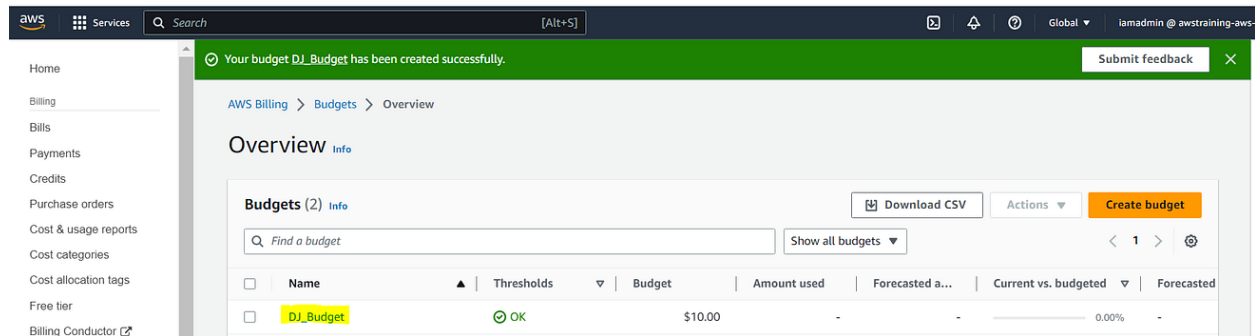 aws Services Search [Alt+S] Global iamadmin @ awstraining-aws-
Your budget DJ_Budget has been created successfully. Submit feedback
Home
Billing
Bills
Payments
Credits
Purchase orders
Cost & usage reports
Cost categories
Cost allocation tags
Free tier
Billing Conductor
AWS Billing > Budgets > Overview
Overview Info
Budgets (2) Info Download CSV Actions Create budget
Find a budget Show all budgets < 1 >
Name Thresholds Budget Amount used Forecasted a... Current vs. budgeted Forecasted
DJ_Budget OK $10.00 - - 0.00% -